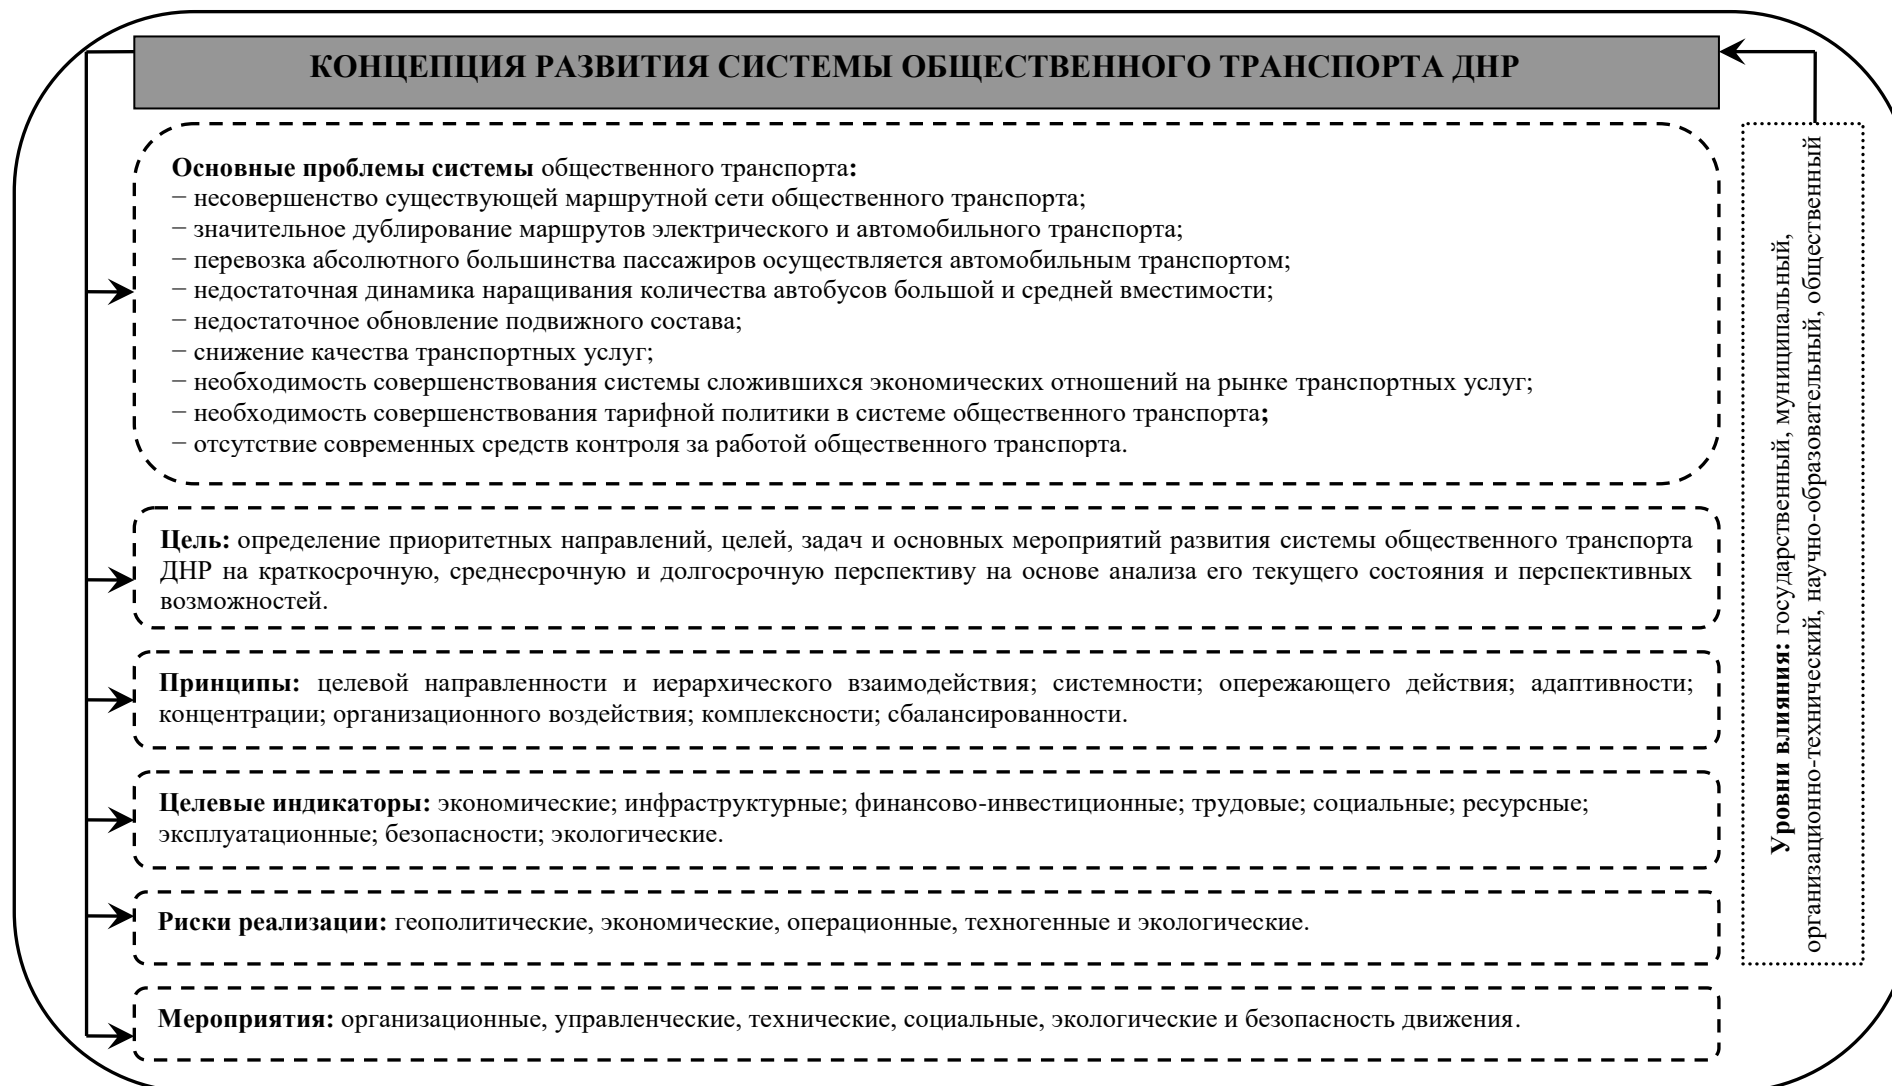 КОНЦЕПЦИЯ РАЗВИТИЯ СИСТЕМЫ ОБЩЕСТВЕННОГО ТРАНСПОРТА ДНР
Основные проблемы системы общественного транспорта:
− несовершенство существующей маршрутной сети общественного транспорта;
− значительное дублирование маршрутов электрического и автомобильного транспорта;
− перевозка абсолютного большинства пассажиров осуществляется автомобильным транспортом;
− недостаточная динамика наращивания количества автобусов большой и средней вместимости;
− недостаточное обновление подвижного состава;
− снижение качества транспортных услуг;
− необходимость совершенствования системы сложившихся экономических отношений на рынке транспортных услуг;
− необходимость совершенствования тарифной политики в системе общественного транспорта;
− отсутствие современных средств контроля за работой общественного транспорта.
Цель: определение приоритетных направлений, целей, задач и основных мероприятий развития системы общественного транспорта
ДНР на краткосрочную, среднесрочную и долгосрочную перспективу на основе анализа его текущего состояния и перспективных
возможностей.
Принципы: целевой направленности и иерархического взаимодействия; системности; опережающего действия; адаптивности;
концентрации; организационного воздействия; комплексности; сбалансированности.
Целевые индикаторы: экономические; инфраструктурные; финансово-инвестиционные; трудовые; социальные; ресурсные;
эксплуатационные; безопасности; экологические.
Риски реализации: геополитические, экономические, операционные, техногенные и экологические.
Мероприятия: организационные, управленческие, технические, социальные, экологические и безопасность движения.
Уровни влияния: государственный, муниципальный,
организационно-технический, научно-образовательный, общественный